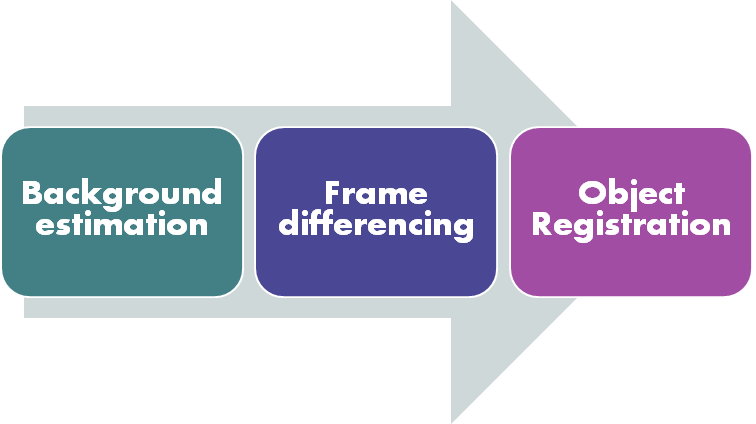 Background
estimation
Frame
differencing
Object
Registration